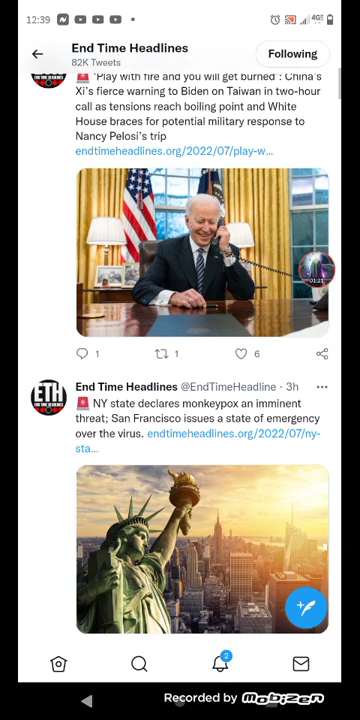 12:39
4G
End Time Headlines
82K Tweets
Following
"Play with fire and you will get burned": China's
Xi's fierce warning to Biden on Taiwan in two-hour
call as tensions reach boiling point and White
House braces for potential military response to
Nancy Pelosi's trip
endtimeheadlines.org/2022/07/play-w...
01:21
1
1
6
ETH
End Time Headlines @EndTimeHeadline · 3h
NY state declares monkeypox an imminent
threat; San Francisco issues a state of emergency
over the virus. endtimeheadlines.org/2022/07/ny-
sta...
2
Recorded by mobizen